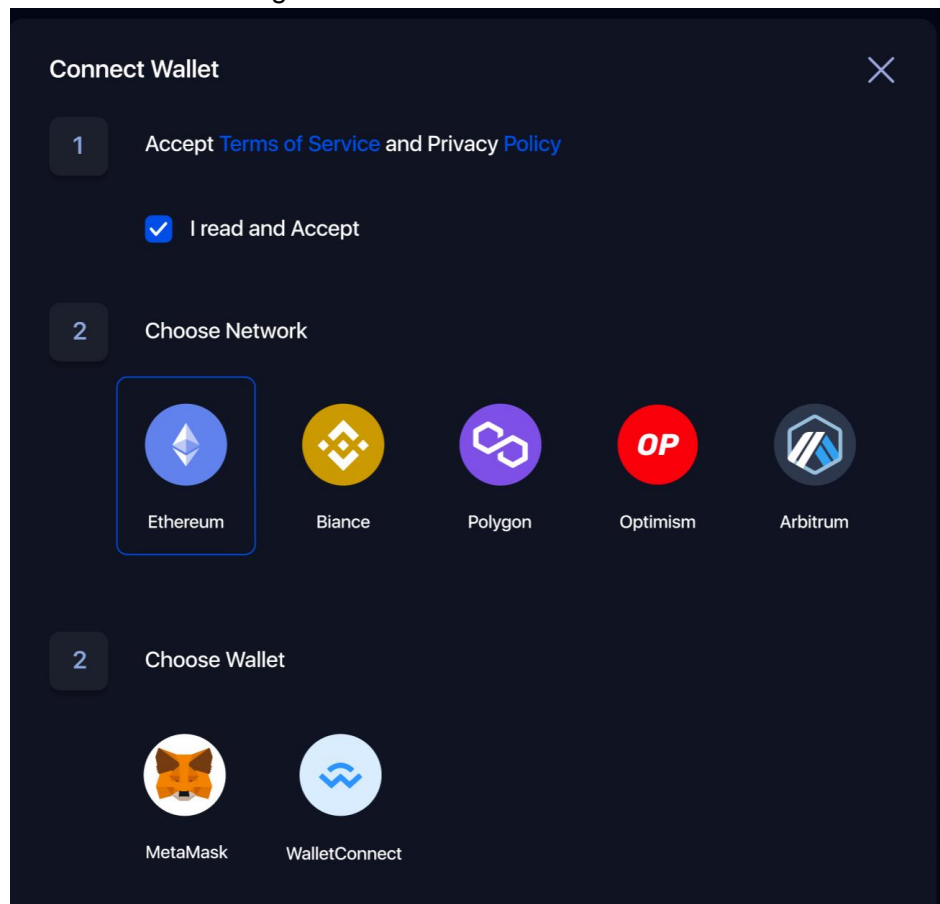 Connect Wallet
1 Accept Terms of Service and Privacy Policy
I read and Accept
2 Choose Network
OP
Ethereum Biance Polygon Optimism Arbitrum
2 Choose Wallet
MetaMask WalletConnect